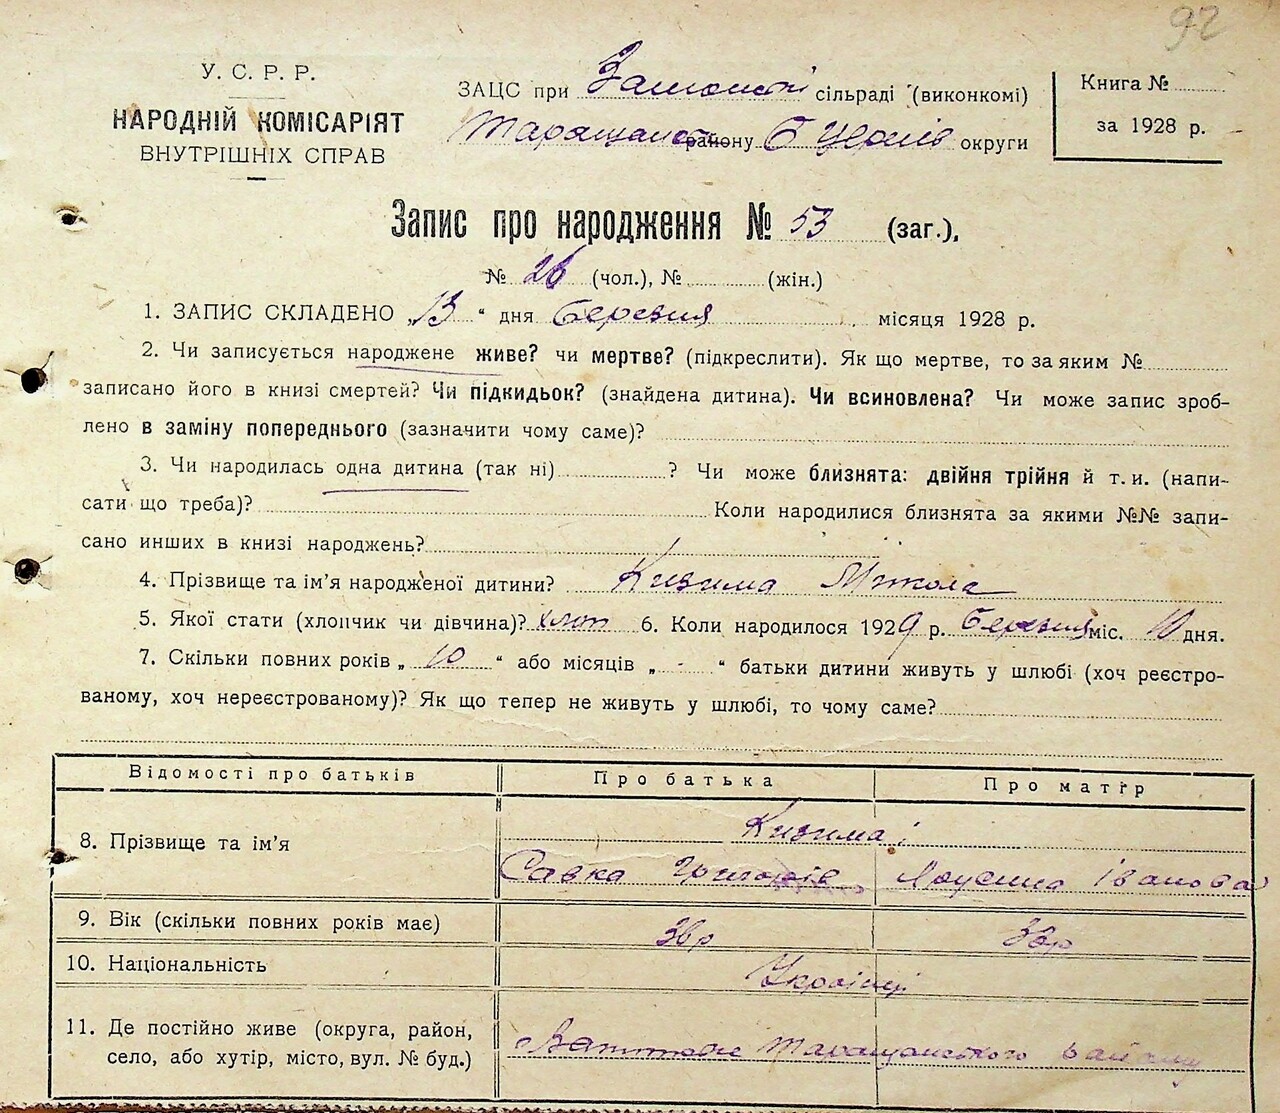 92
У. С. Р. Р.
НАРОДНІЙ КОМІСАРІЯТ
ВНУТРІШНІХ СПРАВ
ЗАЦС при сільраді (виконкомі)
Таращансь району Б Церків округи
Книга №
за 1928 р.
Запис про народження № 53 (заг.),
№ 26 (чол.), № (жін.)
1. ЗАПИС СКЛАДЕНО „13“ дня березня місяця 1928 р.
2. Чи записується народжене живе? чи мертве? (підкреслити). Як що мертве, то за яким №
записано його в книзі смертей? Чи підкидьок? (знайдена дитина). Чи всиновлена? Чи може запис зроб-
лено в заміну попереднього (зазначити чому саме)?
3. Чи народилась одна дитина (так ні) ? Чи може близнята: двійня трійня й т. и. (напи-
сати що треба)? Коли народилися близнята за якими №№ запи-
сано инших в книзі народжень?
4. Прізвище та ім'я народженої дитини? Кизима Микола
5. Якої стати (хлопчик чи дівчина)? хлоп 6. Коли народилося 1929 р. березня міс. 10 дня.
7. Скільки повних років „ 10 “ або місяців „ - “ батьки дитини живуть у шлюбі (хоч реєстро-
ваному, хоч нереєстрованому)? Як що тепер не живуть у шлюбі, то чому саме?
Відомості про батьків Про батька Про матір
8. Прізвище та ім'я Кизима
Савка Іванова
9. Вік (скільки повних років має) 36р 36р
10. Національність Українці
11. Де постійно живе (округа, район,
село, або хутір, місто, вул. № буд.) Таращанського району